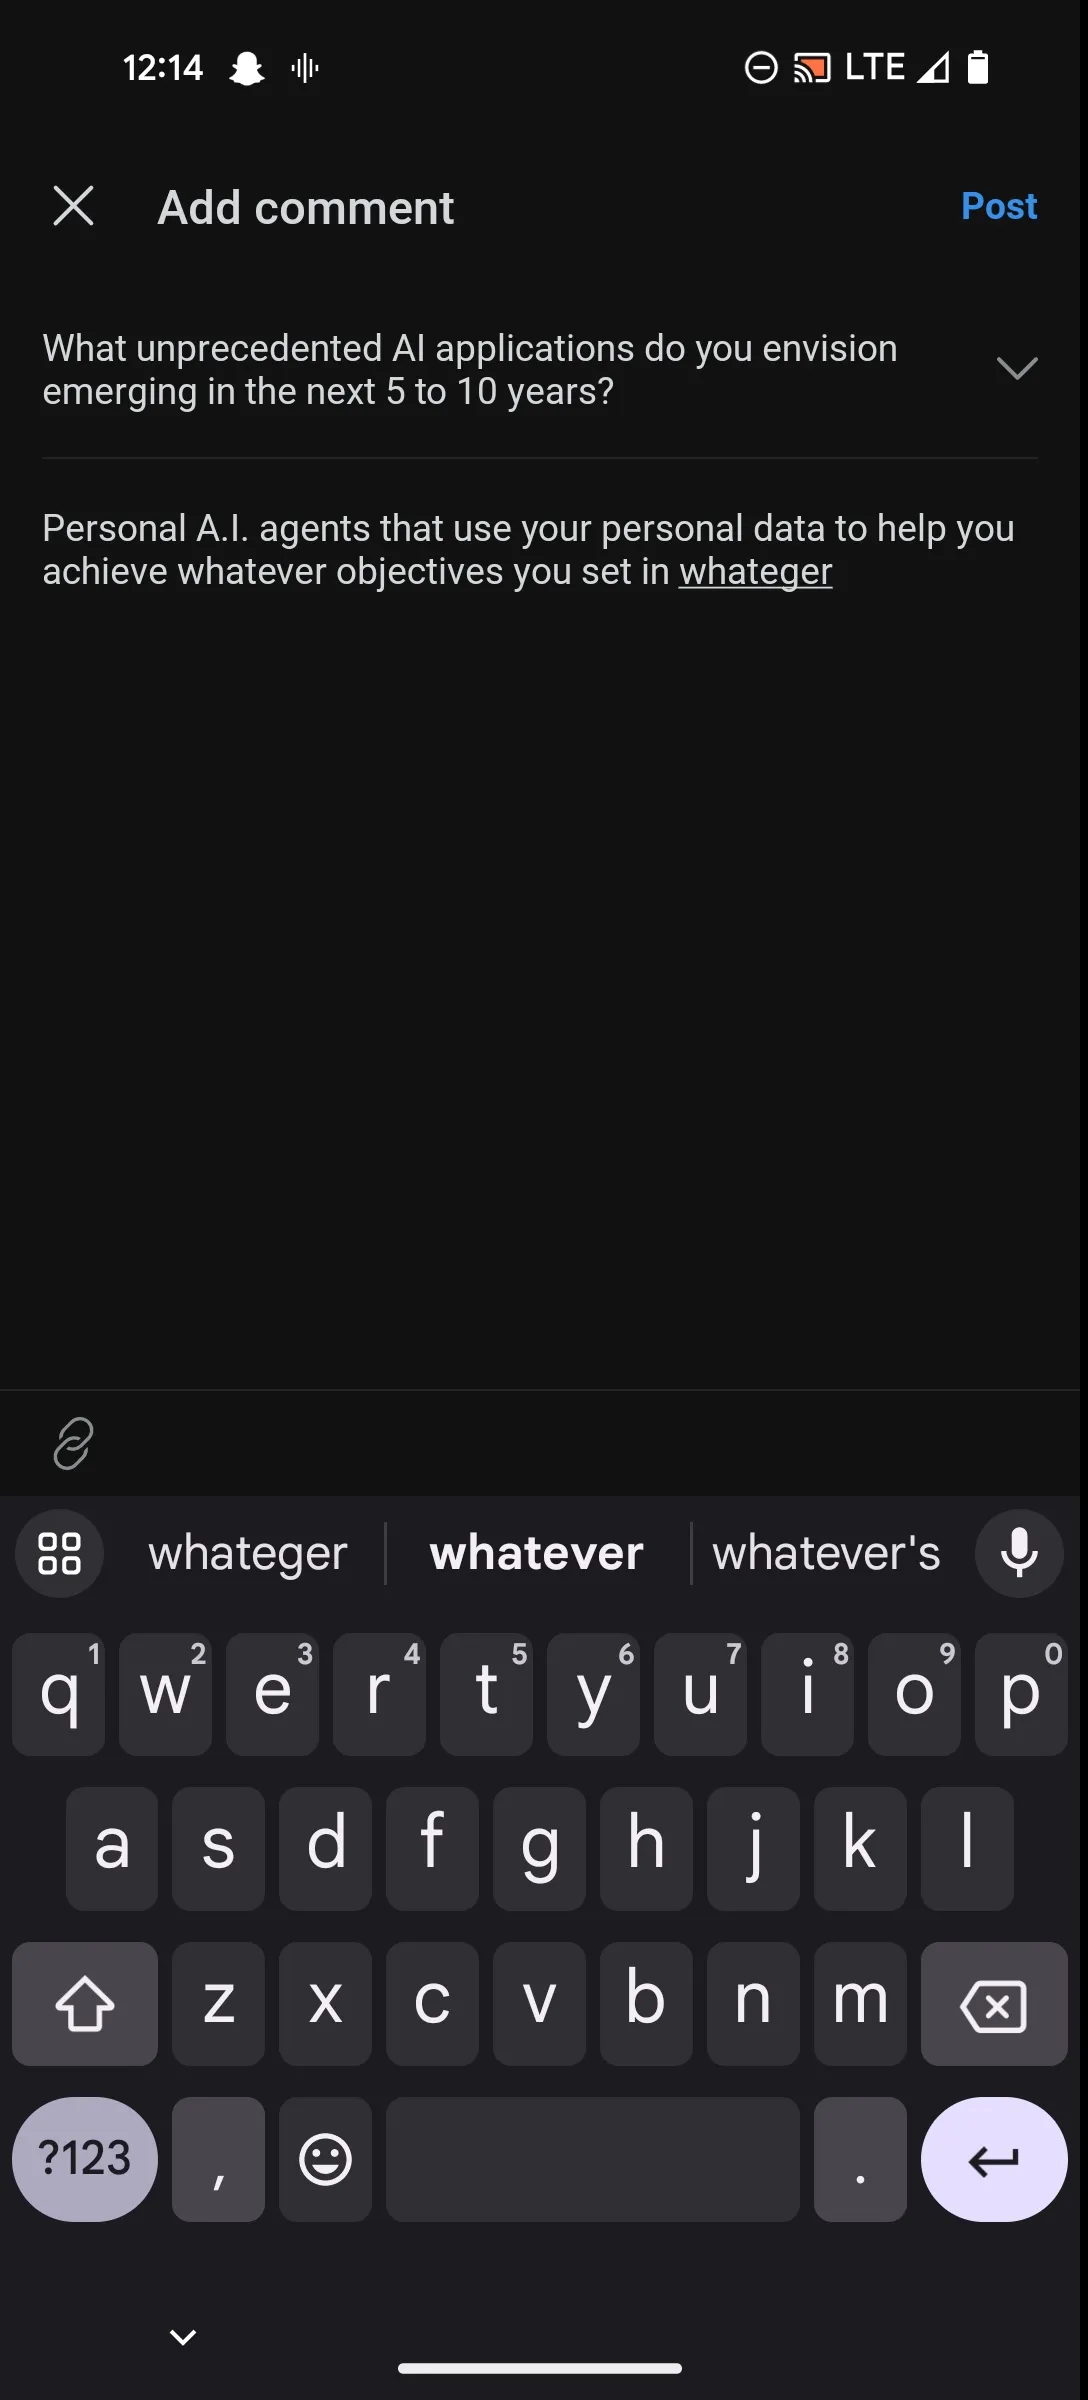 12:14 LTE
Add comment Post
What unprecedented AI applications do you envision
emerging in the next 5 to 10 years?
Personal A.I. agents that use your personal data to help you
achieve whatever objectives you set in whateger
whateger whatever whatever's
q1 w2 e3 r4 t5 y6 u7 i8 o9 p0
a s d f g h j k l
z x c v b n m
?123 , .